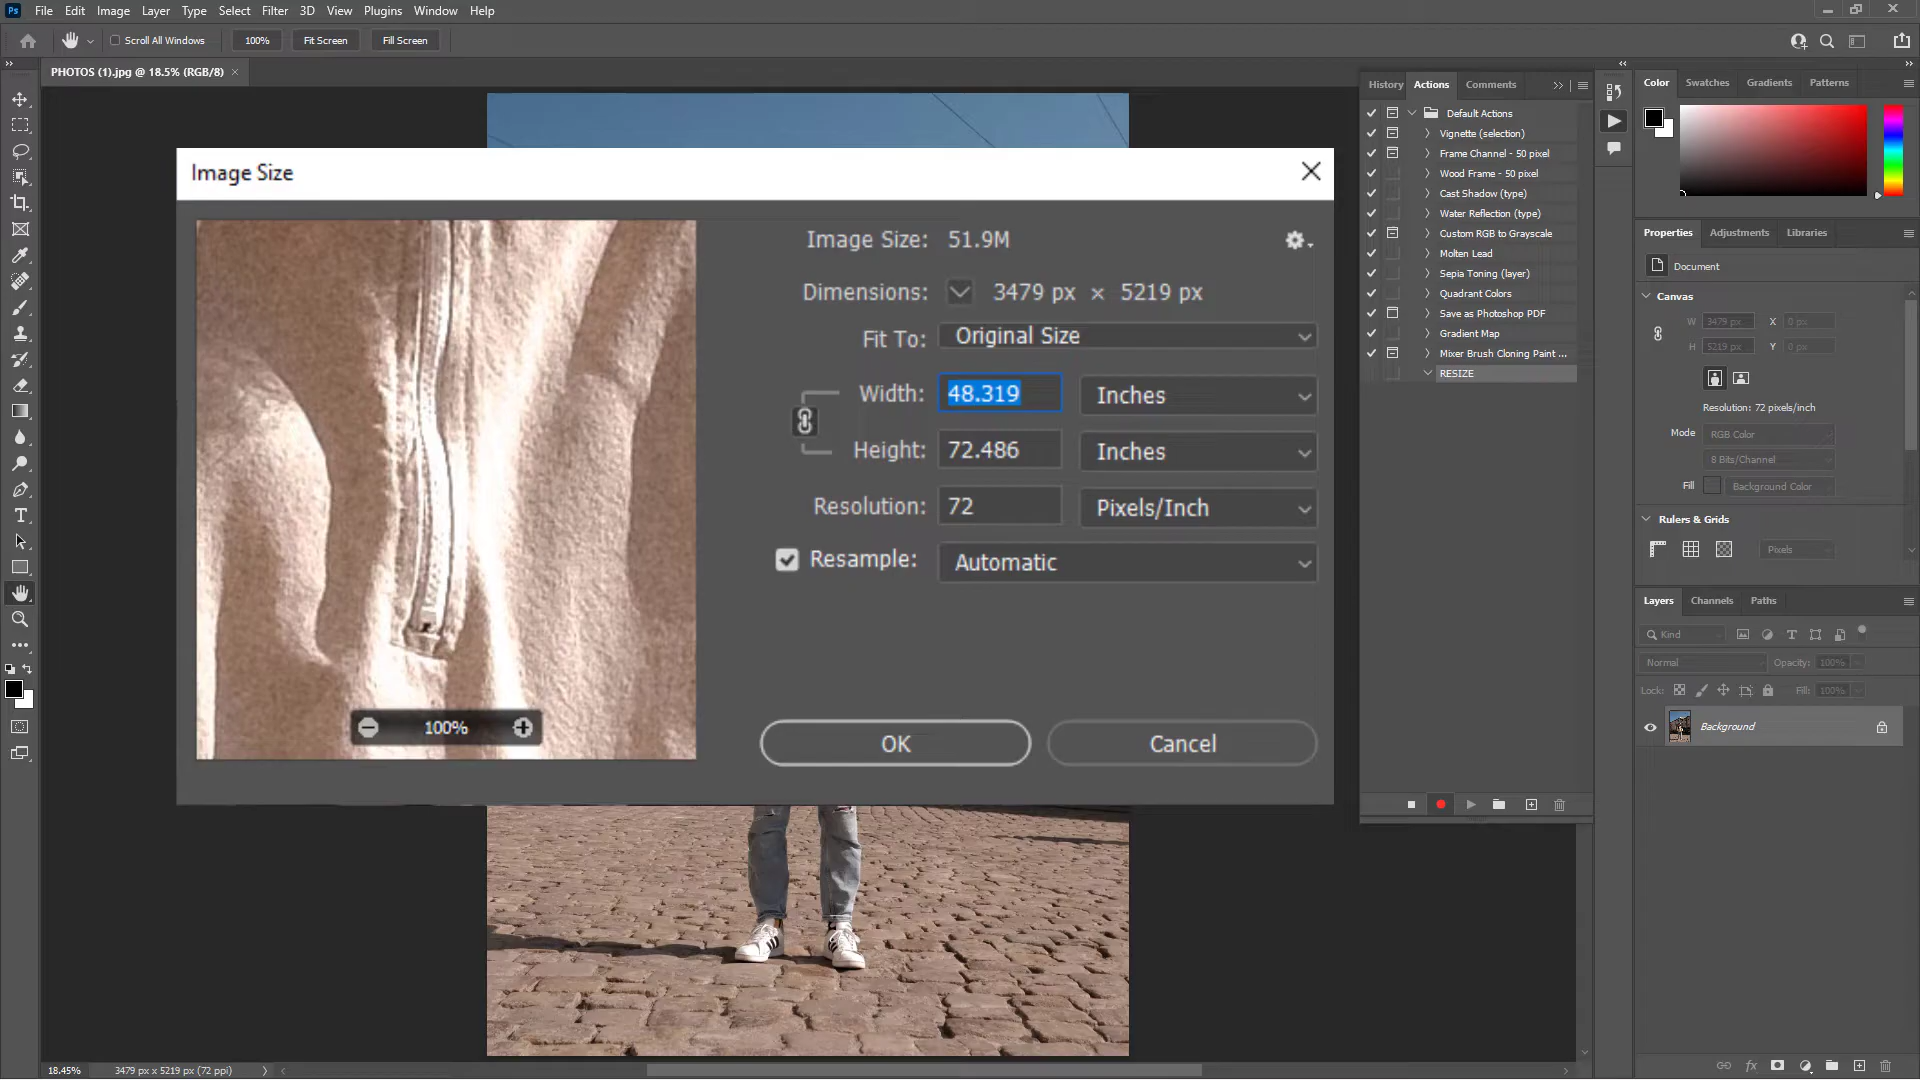 Ps File Edit Image Layer Type Select Filter 3D View Plugins Window Help
Scroll All Windows 100% Fit Screen Fill Screen
PHOTOS (1).jpg @ 18.5% (RGB/8) ×
History Actions Comments
Default Actions
Vignette (selection)
Frame Channel - 50 pixel
Wood Frame - 50 pixel
Cast Shadow (type)
Water Reflection (type)
Custom RGB to Grayscale
Molten Lead
Sepia Toning (layer)
Quadrant Colors
Save as Photoshop PDF
Gradient Map
Mixer Brush Cloning Paint ...
RESIZE
Image Size
Image Size: 51.9M
Dimensions: 3479 px × 5219 px
Fit To: Original Size
Width: 48.319 Inches
Height: 72.486 Inches
Resolution: 72 Pixels/Inch
Resample: Automatic
100%
OK Cancel
Color Swatches Gradients Patterns
Properties Adjustments Libraries
Document
Canvas
W 3479 px X 0 px
H 5219 px Y 0 px
Resolution: 72 pixels/inch
Mode RGB Color
8 Bits/Channel
Fill Background Color
Rulers & Grids
Pixels
Layers Channels Paths
Kind
Normal Opacity: 100%
Lock: Fill: 100%
Background
fx
18.45% 3479 px x 5219 px (72 ppi)